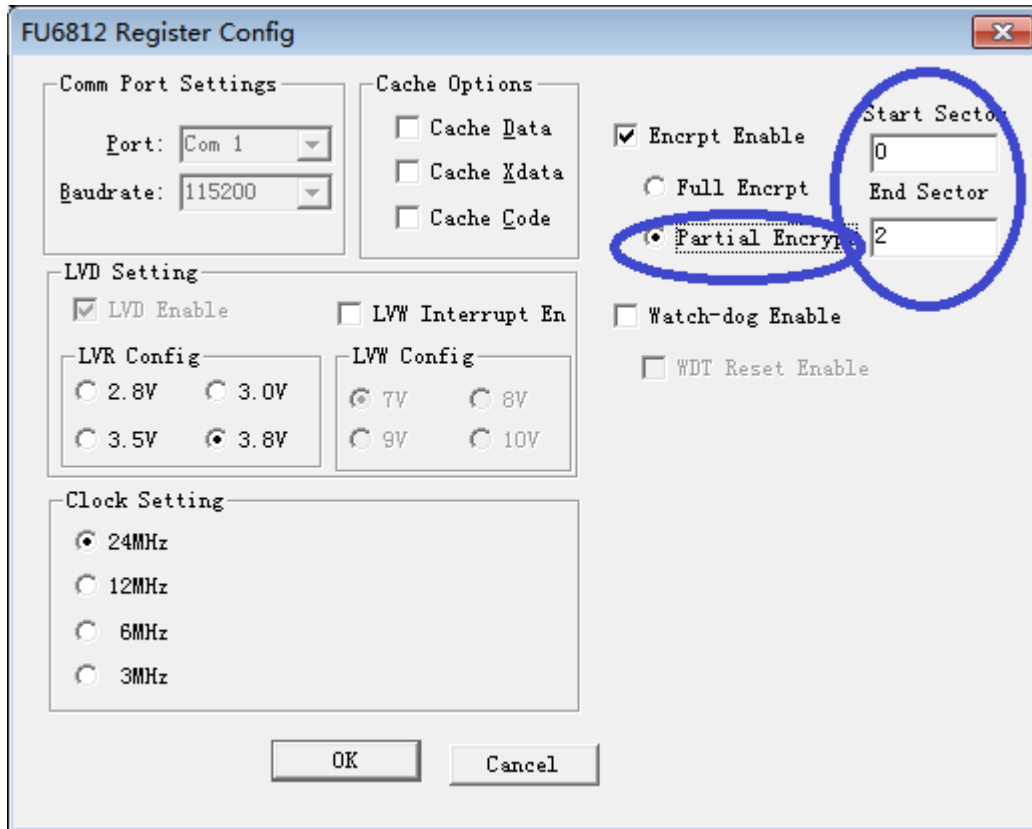 FU6812 Register Config
Comm Port Settings
Port: Com 1
Baudrate: 115200
Cache Options
Cache Data
Cache Xdata
Cache Code
Encrpt Enable
Full Encrpt
Partial Encrypt
Start Sector
0
End Sector
2
LVD Setting
LVD Enable
LVW Interrupt En
LVR Config
2.8V 3.0V
3.5V 3.8V
LVW Config
7V 8V
9V 10V
Watch-dog Enable
WDT Reset Enable
Clock Setting
24MHz
12MHz
6MHz
3MHz
OK Cancel